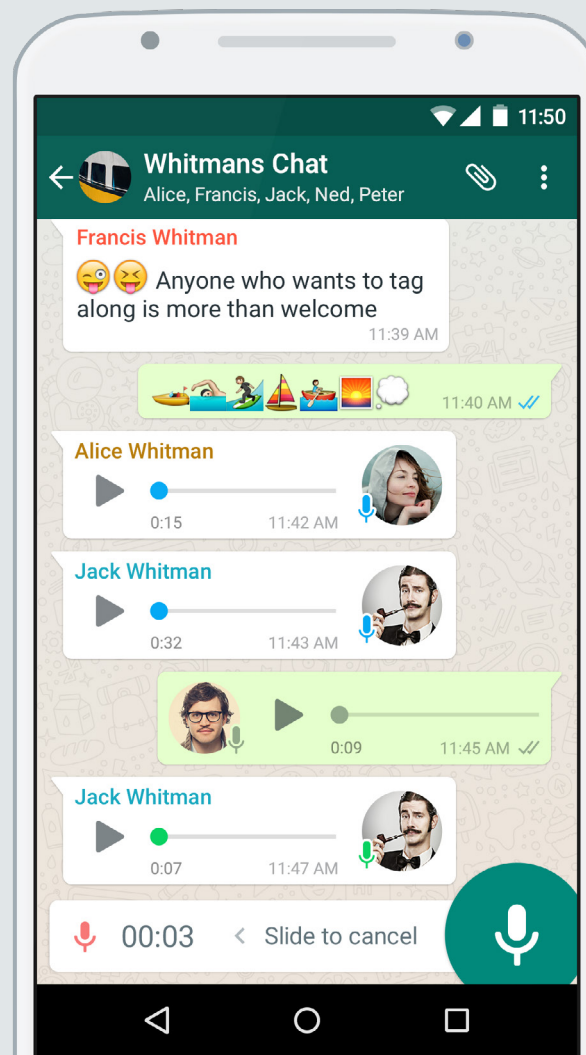 11:50
Whitmans Chat
Alice, Francis, Jack, Ned, Peter
Francis Whitman
😜😝 Anyone who wants to tag
along is more than welcome
11:39 AM
🚤🏊🏄⛵🚣🌅💭 11:40 AM
Alice Whitman
0:15 11:42 AM
Jack Whitman
0:32 11:43 AM
0:09 11:45 AM
Jack Whitman
0:07 11:47 AM
00:03 < Slide to cancel